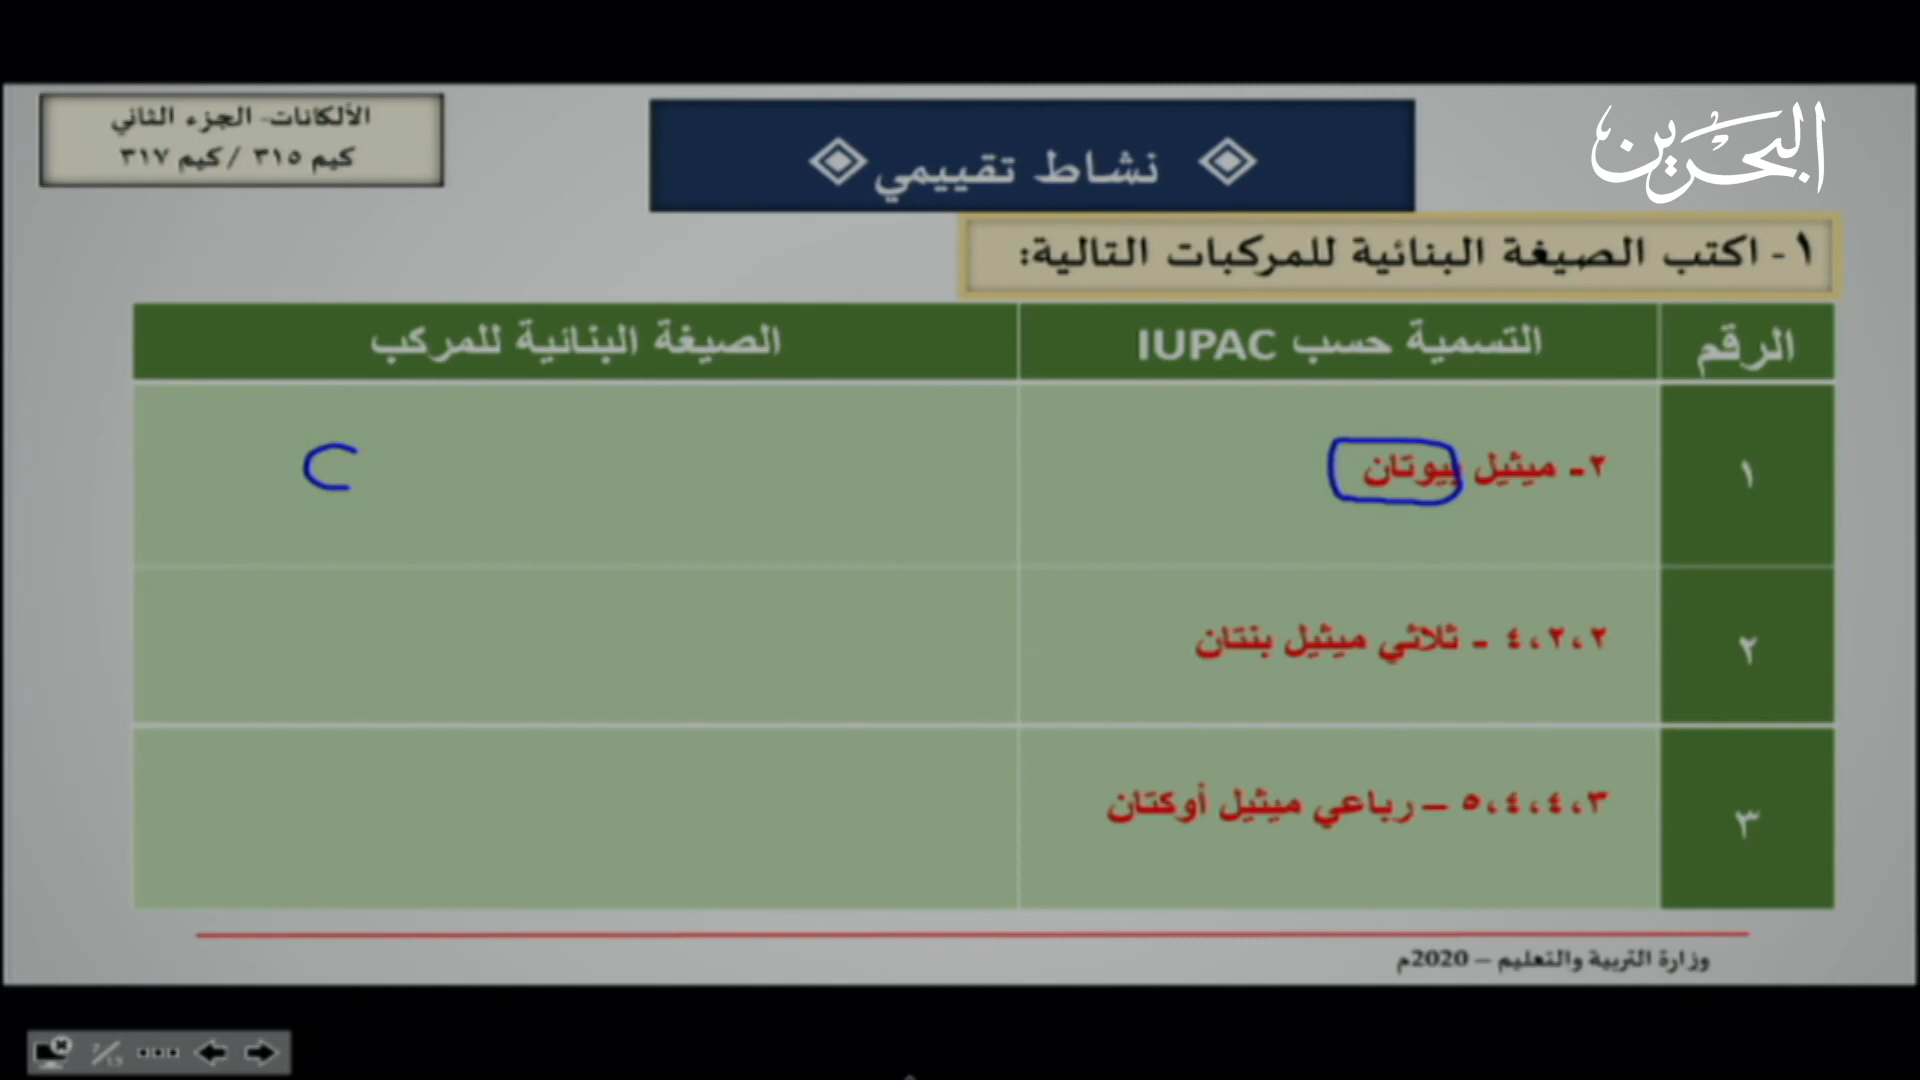 البحرين
الألكانات- الجزء الثاني
كيم ٣١٥ / كيم ٣١٧
نشاط تقييمي
١- اكتب الصيغة البنائية للمركبات التالية:
الرقم التسمية حسب IUPAC الصيغة البنائية للمركب
١ ٢- ميثيل بيوتان C
٢ ٤،٢،٢ - ثلاثي ميثيل بنتان
٣ ٥،٤،٤،٣ – رباعي ميثيل أوكتان
وزارة التربية والتعليم – 2020م